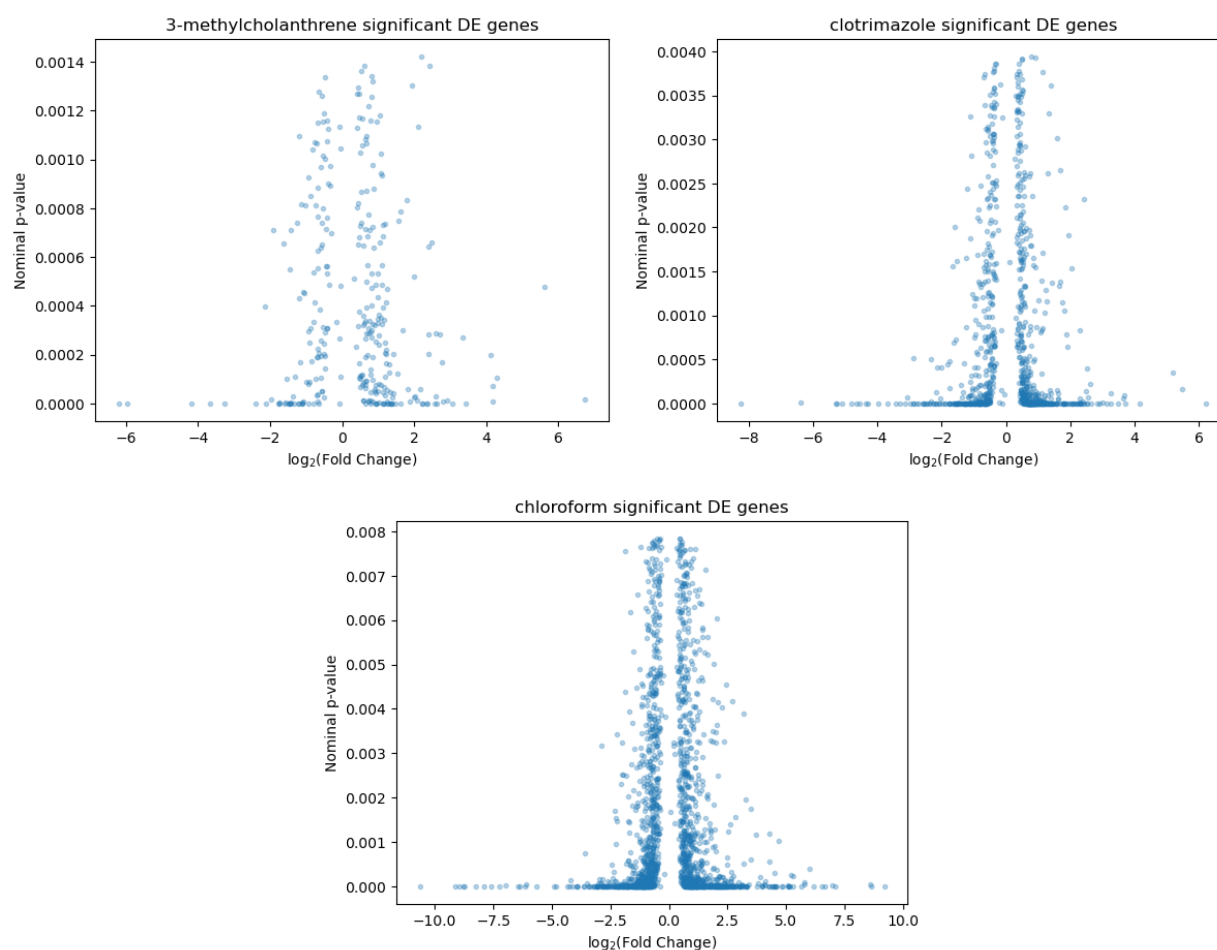 3-methylcholanthrene significant DE genes
0.0014
0.0012
0.0010
0.0008
0.0006
0.0004
0.0002
0.0000
Nominal p-value
−6 −4 −2 0 2 4 6
log2(Fold Change)
clotrimazole significant DE genes
0.0040
0.0035
0.0030
0.0025
0.0020
0.0015
0.0010
0.0005
0.0000
Nominal p-value
−8 −6 −4 −2 0 2 4 6
log2(Fold Change)
chloroform significant DE genes
0.008
0.007
0.006
0.005
0.004
0.003
0.002
0.001
0.000
Nominal p-value
−10.0 −7.5 −5.0 −2.5 0.0 2.5 5.0 7.5 10.0
log2(Fold Change)